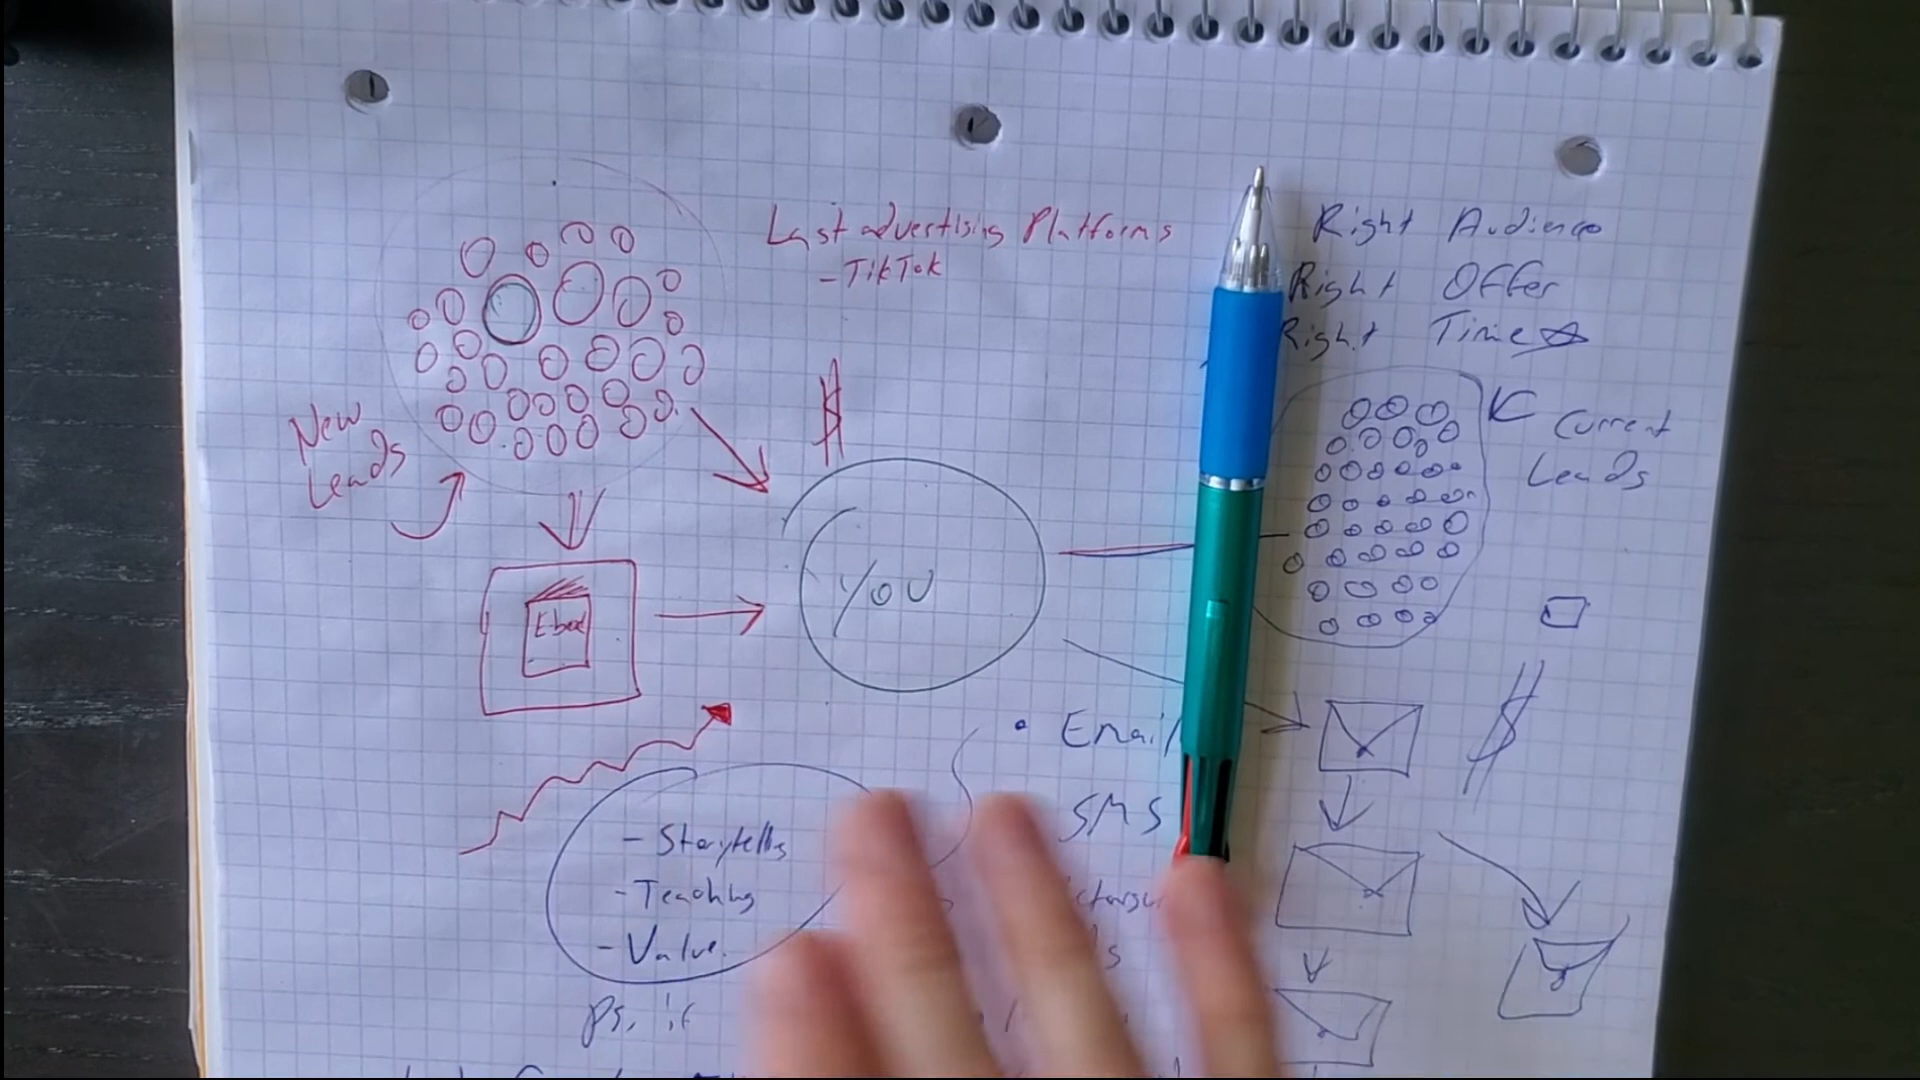 Last advertising Platforms
- TikTok
Right Audience
Right Offer
Right Time
New
Leads
$
Current
Leads
YOU
Ebook
$
• Email
SMS
- Storytelling
- Teaching
- Value.
Ps, if